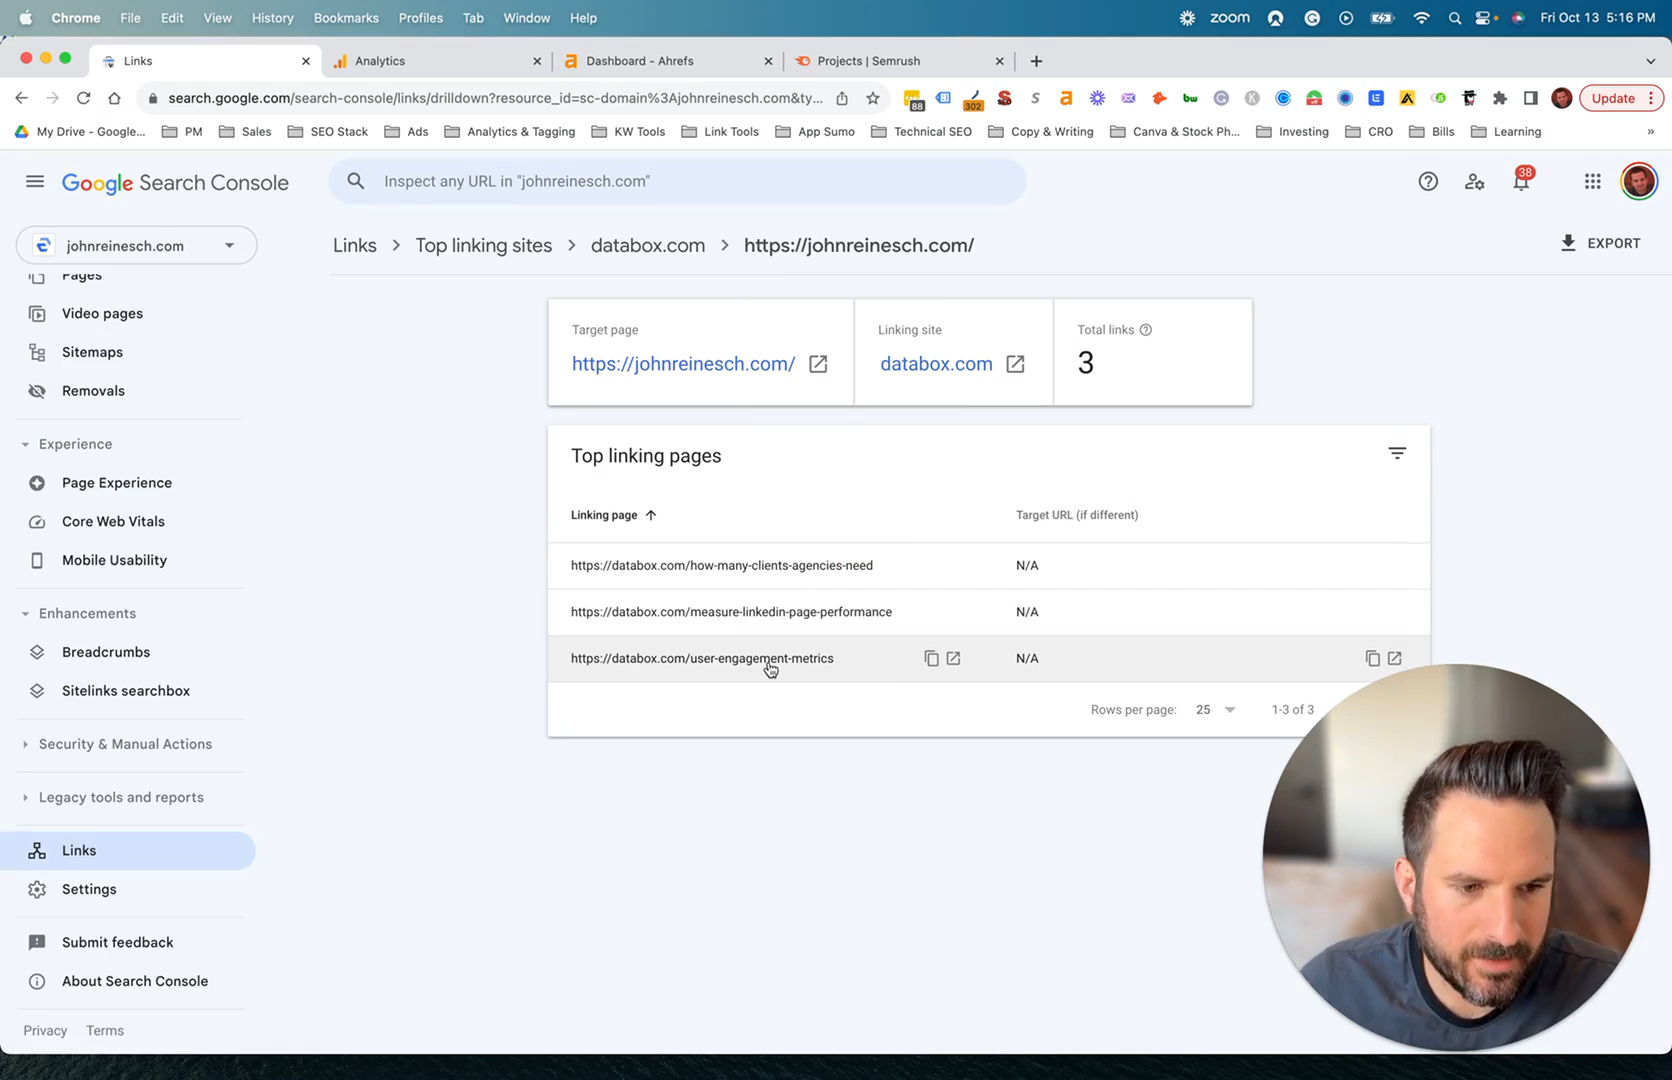 Chrome File Edit View History Bookmarks Profiles Tab Window Help zoom Fri Oct 13 5:16 PM
Links Analytics Dashboard - Ahrefs Projects | Semrush
search.google.com/search-console/links/drilldown?resource_id=sc-domain%3Ajohnreinesch.com&ty... 88 302 Update
My Drive - Google... PM Sales SEO Stack Ads Analytics & Tagging KW Tools Link Tools App Sumo Technical SEO Copy & Writing Canva & Stock Ph... Investing CRO Bills Learning »
Google Search Console
Inspect any URL in "johnreinesch.com"
38
johnreinesch.com
Links > Top linking sites > databox.com > https://johnreinesch.com/
EXPORT
Pages
Video pages
Sitemaps
Removals
Experience
Page Experience
Core Web Vitals
Mobile Usability
Enhancements
Breadcrumbs
Sitelinks searchbox
Security & Manual Actions
Legacy tools and reports
Links
Settings
Submit feedback
About Search Console
Privacy Terms
Target page
https://johnreinesch.com/
Linking site
databox.com
Total links
3
Top linking pages
Linking page Target URL (if different)
https://databox.com/how-many-clients-agencies-need N/A
https://databox.com/measure-linkedin-page-performance N/A
https://databox.com/user-engagement-metrics N/A
Rows per page: 25 1-3 of 3